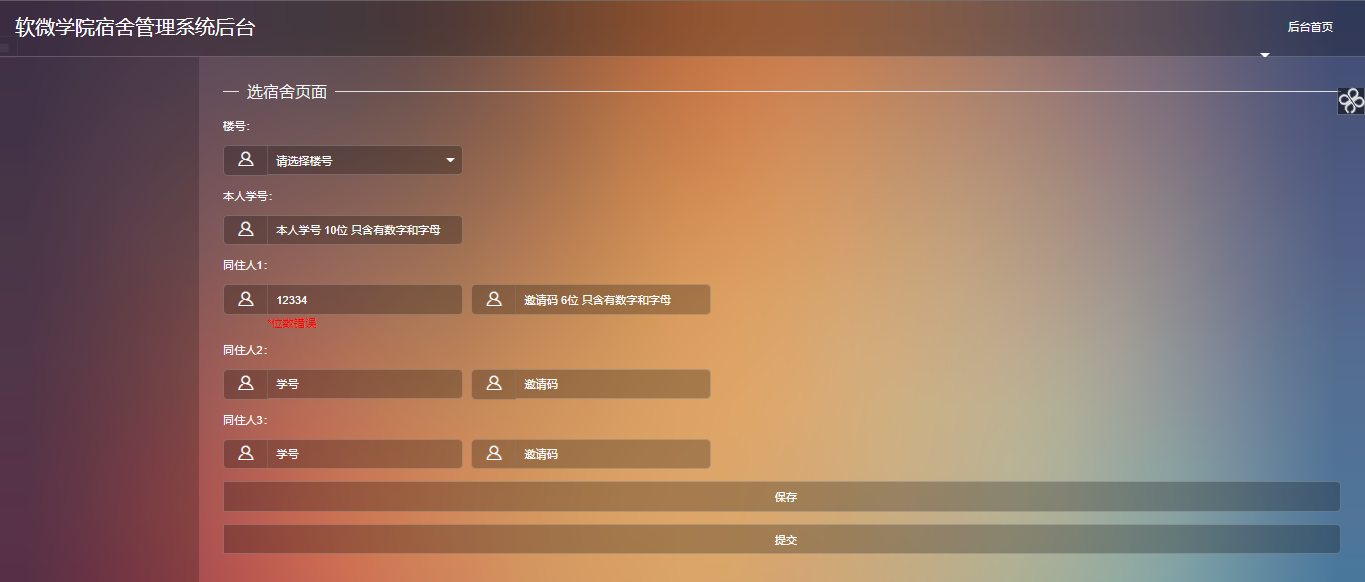 软微学院宿舍管理系统后台
后台首页
选宿舍页面
楼号:
请选择楼号
本人学号:
本人学号 10位 只含有数字和字母
同住人1:
12334 邀请码 6位 只含有数字和字母
*位数错误
同住人2:
学号 邀请码
同住人3:
学号 邀请码
保存
提交